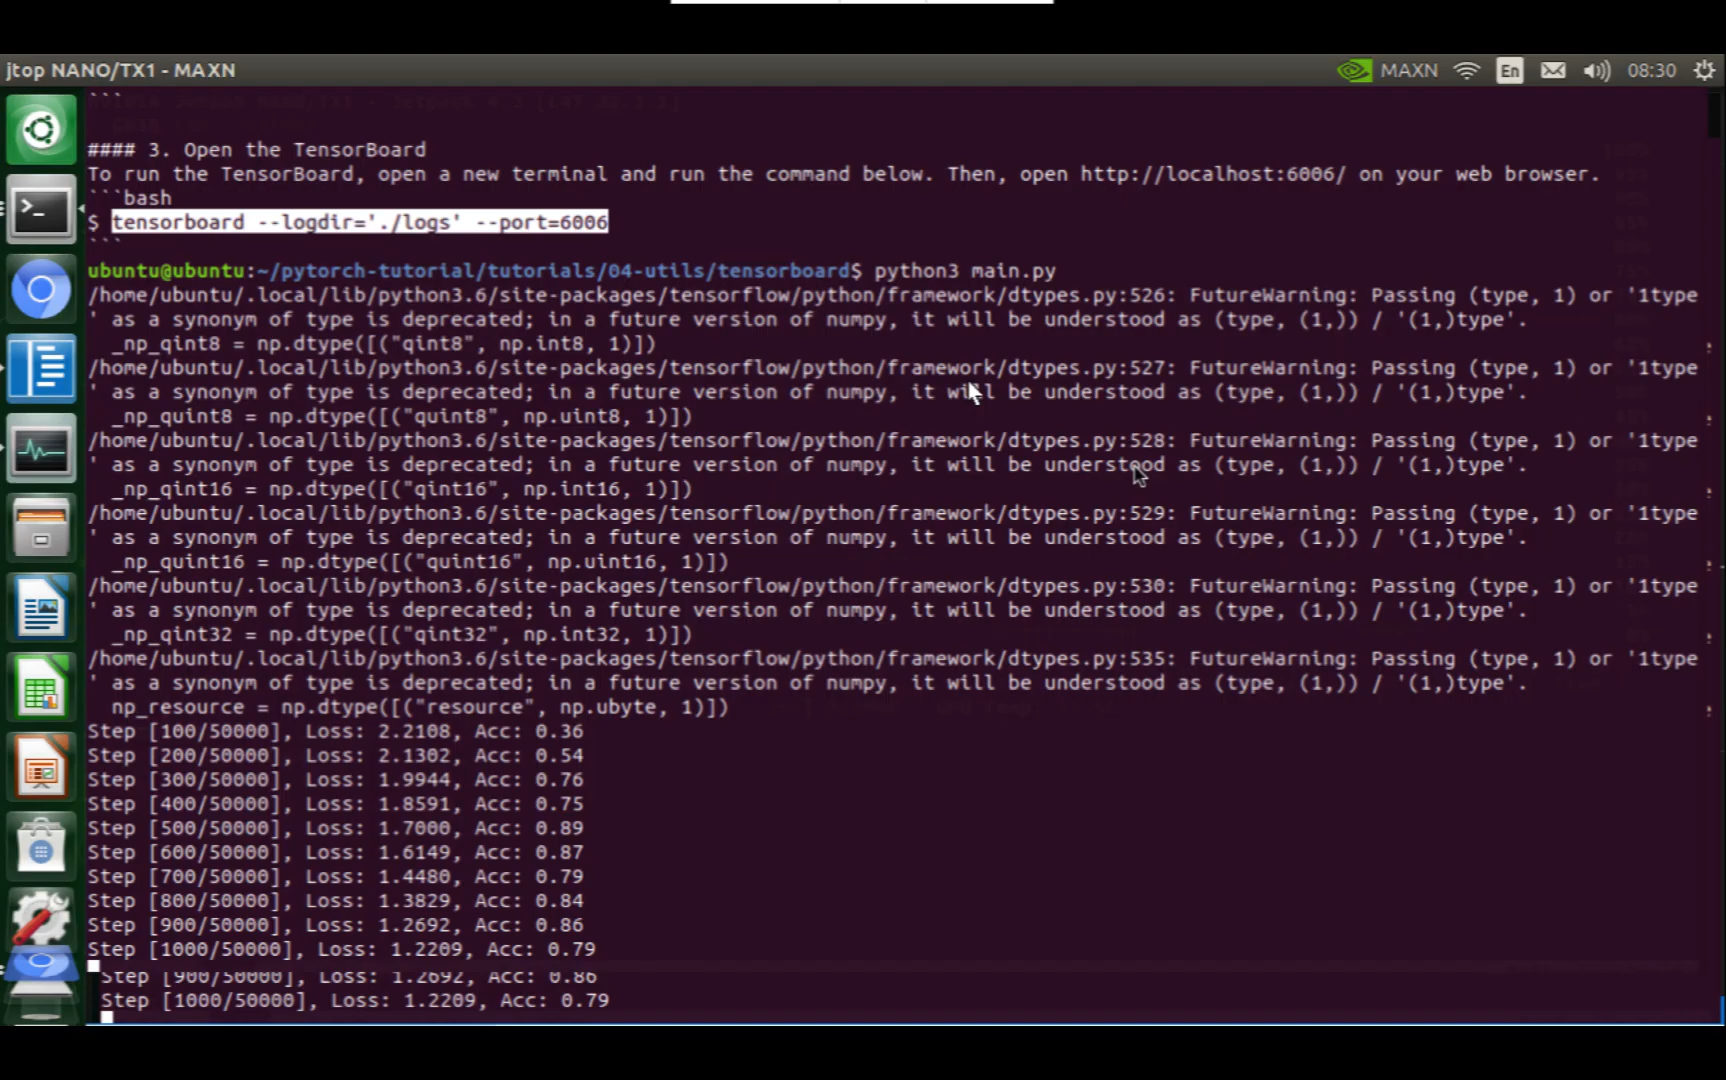 jtop NANO/TX1 - MAXN
MAXN En 08:30
```
#### 3. Open the TensorBoard
To run the TensorBoard, open a new terminal and run the command below. Then, open http://localhost:6006/ on your web browser.
```bash
$ tensorboard --logdir='./logs' --port=6006
```
ubuntu@ubuntu:~/pytorch-tutorial/tutorials/04-utils/tensorboard$ python3 main.py
/home/ubuntu/.local/lib/python3.6/site-packages/tensorflow/python/framework/dtypes.py:526: FutureWarning: Passing (type, 1) or '1type
' as a synonym of type is deprecated; in a future version of numpy, it will be understood as (type, (1,)) / '(1,)type'.
_np_qint8 = np.dtype([("qint8", np.int8, 1)])
/home/ubuntu/.local/lib/python3.6/site-packages/tensorflow/python/framework/dtypes.py:527: FutureWarning: Passing (type, 1) or '1type
' as a synonym of type is deprecated; in a future version of numpy, it will be understood as (type, (1,)) / '(1,)type'.
_np_quint8 = np.dtype([("quint8", np.uint8, 1)])
/home/ubuntu/.local/lib/python3.6/site-packages/tensorflow/python/framework/dtypes.py:528: FutureWarning: Passing (type, 1) or '1type
' as a synonym of type is deprecated; in a future version of numpy, it will be understood as (type, (1,)) / '(1,)type'.
_np_qint16 = np.dtype([("qint16", np.int16, 1)])
/home/ubuntu/.local/lib/python3.6/site-packages/tensorflow/python/framework/dtypes.py:529: FutureWarning: Passing (type, 1) or '1type
' as a synonym of type is deprecated; in a future version of numpy, it will be understood as (type, (1,)) / '(1,)type'.
_np_quint16 = np.dtype([("quint16", np.uint16, 1)])
/home/ubuntu/.local/lib/python3.6/site-packages/tensorflow/python/framework/dtypes.py:530: FutureWarning: Passing (type, 1) or '1type
' as a synonym of type is deprecated; in a future version of numpy, it will be understood as (type, (1,)) / '(1,)type'.
_np_qint32 = np.dtype([("qint32", np.int32, 1)])
/home/ubuntu/.local/lib/python3.6/site-packages/tensorflow/python/framework/dtypes.py:535: FutureWarning: Passing (type, 1) or '1type
' as a synonym of type is deprecated; in a future version of numpy, it will be understood as (type, (1,)) / '(1,)type'.
np_resource = np.dtype([("resource", np.ubyte, 1)])
Step [100/50000], Loss: 2.2108, Acc: 0.36
Step [200/50000], Loss: 2.1302, Acc: 0.54
Step [300/50000], Loss: 1.9944, Acc: 0.76
Step [400/50000], Loss: 1.8591, Acc: 0.75
Step [500/50000], Loss: 1.7000, Acc: 0.89
Step [600/50000], Loss: 1.6149, Acc: 0.87
Step [700/50000], Loss: 1.4480, Acc: 0.79
Step [800/50000], Loss: 1.3829, Acc: 0.84
Step [900/50000], Loss: 1.2692, Acc: 0.86
Step [1000/50000], Loss: 1.2209, Acc: 0.79
Step [900/50000], Loss: 1.2692, Acc: 0.86
Step [1000/50000], Loss: 1.2209, Acc: 0.79